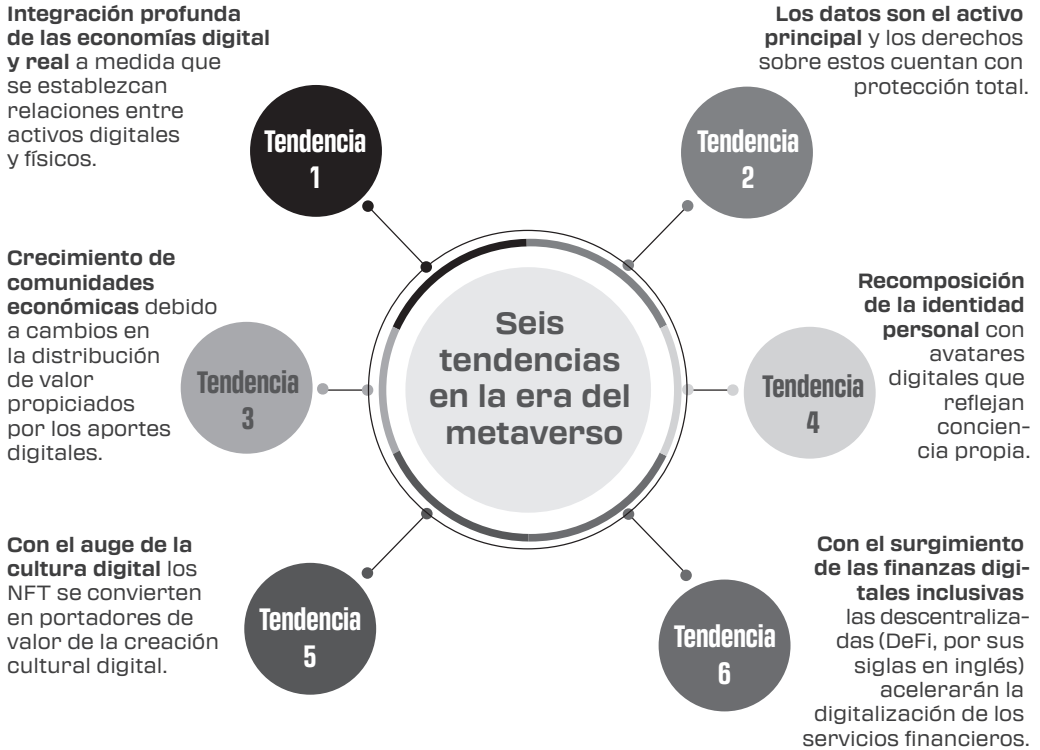 Integración profunda
de las economías digital
y real a medida que
se establezcan
relaciones entre
activos digitales
y físicos.
Tendencia
1
Los datos son el activo
principal y los derechos
sobre estos cuentan con
protección total.
Tendencia
2
Crecimiento de
comunidades
económicas debido
a cambios en
la distribución
de valor
propiciados
por los aportes
digitales.
Tendencia
3
Seis
tendencias
en la era del
metaverso
Recomposición
de la identidad
personal con
avatares
digitales que
reflejan
concien-
cia propia.
Tendencia
4
Con el auge de la
cultura digital los
NFT se convierten
en portadores de
valor de la creación
cultural digital.
Tendencia
5
Con el surgimiento
de las finanzas digi-
tales inclusivas
las descentraliza-
das (DeFi, por sus
siglas en inglés)
acelerarán la
digitalización de los
servicios financieros.
Tendencia
6